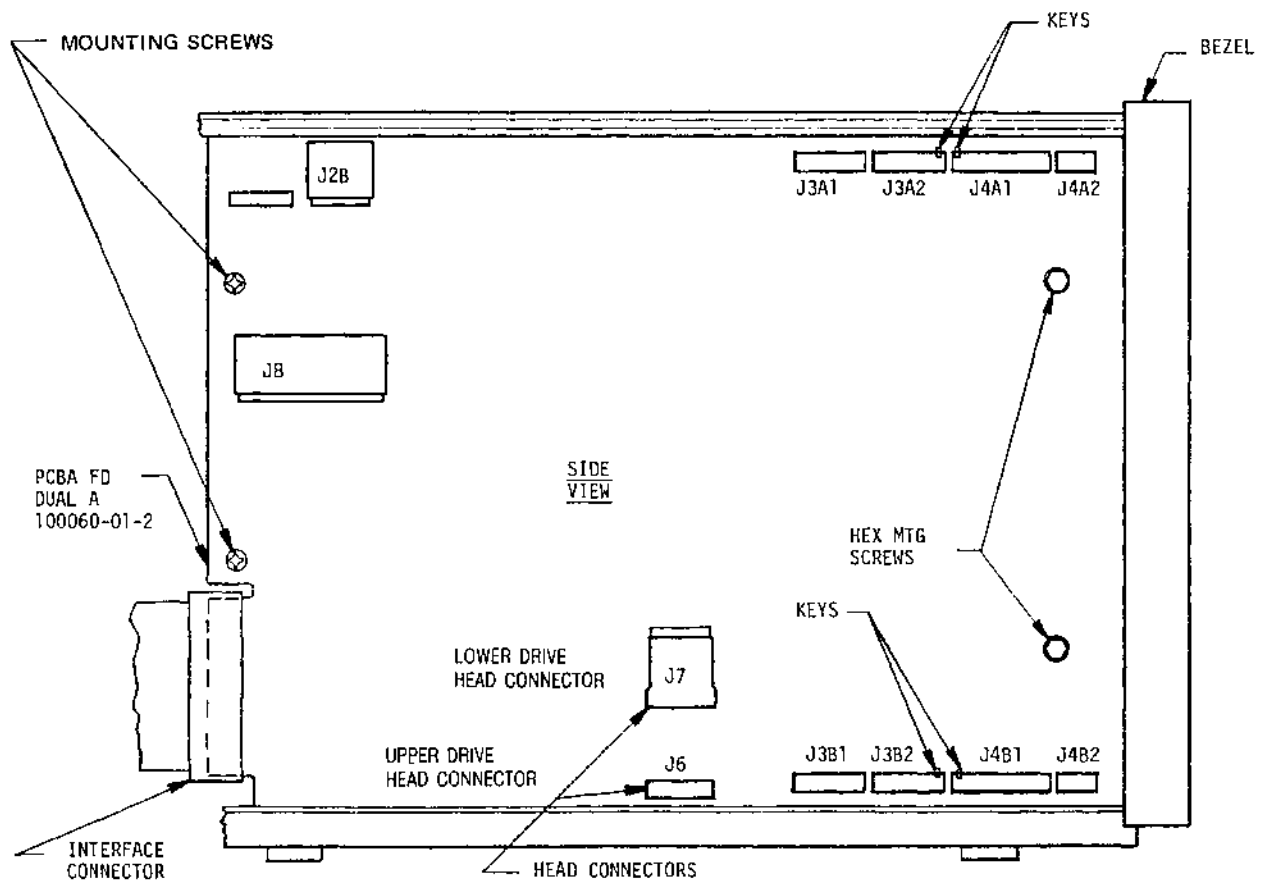 KEYS
MOUNTING SCREWS
BEZEL
J2B
J3A1
J3A2
J4A1
J4A2
J8
PCBA FD
DUAL A
100060-01-2
SIDE
VIEW
HEX MTG
SCREWS
KEYS
LOWER DRIVE
HEAD CONNECTOR
J7
UPPER DRIVE
HEAD CONNECTOR
J6
J3B1
J3B2
J4B1
J4B2
INTERFACE
CONNECTOR
HEAD CONNECTORS